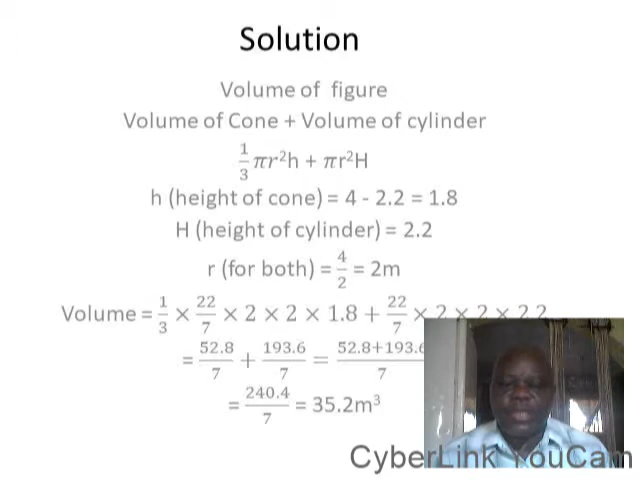 Solution
Volume of figure
Volume of Cone + Volume of cylinder
1/3 πr²h + πr²H
h (height of cone) = 4 - 2.2 = 1.8
H (height of cylinder) = 2.2
r (for both) = 4/2 = 2m
Volume = 1/3 × 22/7 × 2 × 2 × 1.8 + 22/7 × 2 × 2 × 2.2
= 52.8/7 + 193.6/7 = 52.8+193.6/7
= 240.4/7 = 35.2m³
CyberLink YouCam